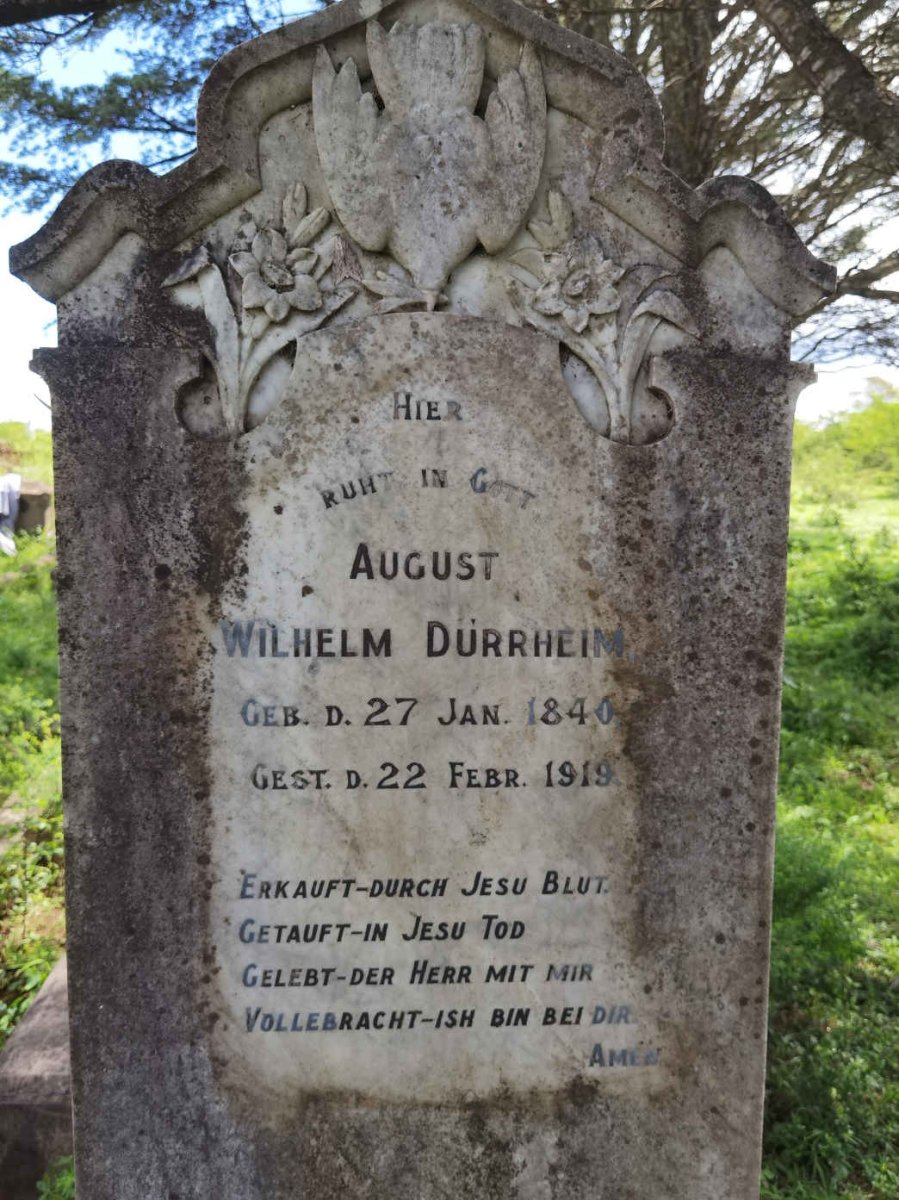 HIER
RUHT IN GOTT
AUGUST
WILHELM DÜRRHEIM,
GEB. D. 27 JAN. 1840.
GEST. D. 22 FEBR. 1919.
ERKAUFT-DURCH JESU BLUT.
GETAUFT-IN JESU TOD
GELEBT-DER HERR MIT MIR
VOLLEBRACHT-ISH BIN BEI DIR.
AMEN